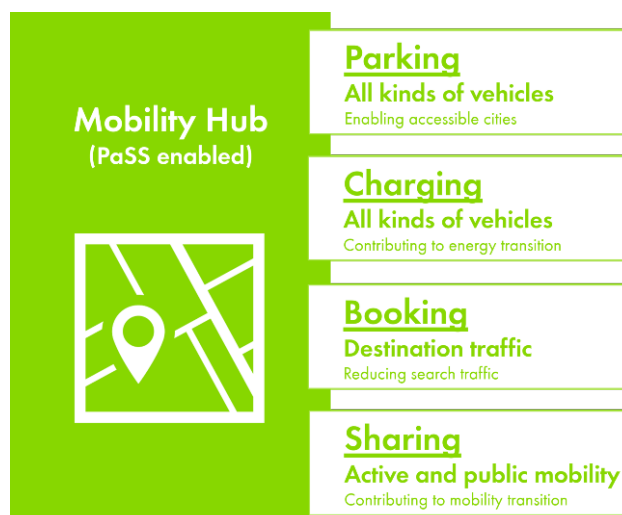 Mobility Hub
(PaSS enabled)
Parking
All kinds of vehicles
Enabling accessible cities
Charging
All kinds of vehicles
Contributing to energy transition
Booking
Destination traffic
Reducing search traffic
Sharing
Active and public mobility
Contributing to mobility transition